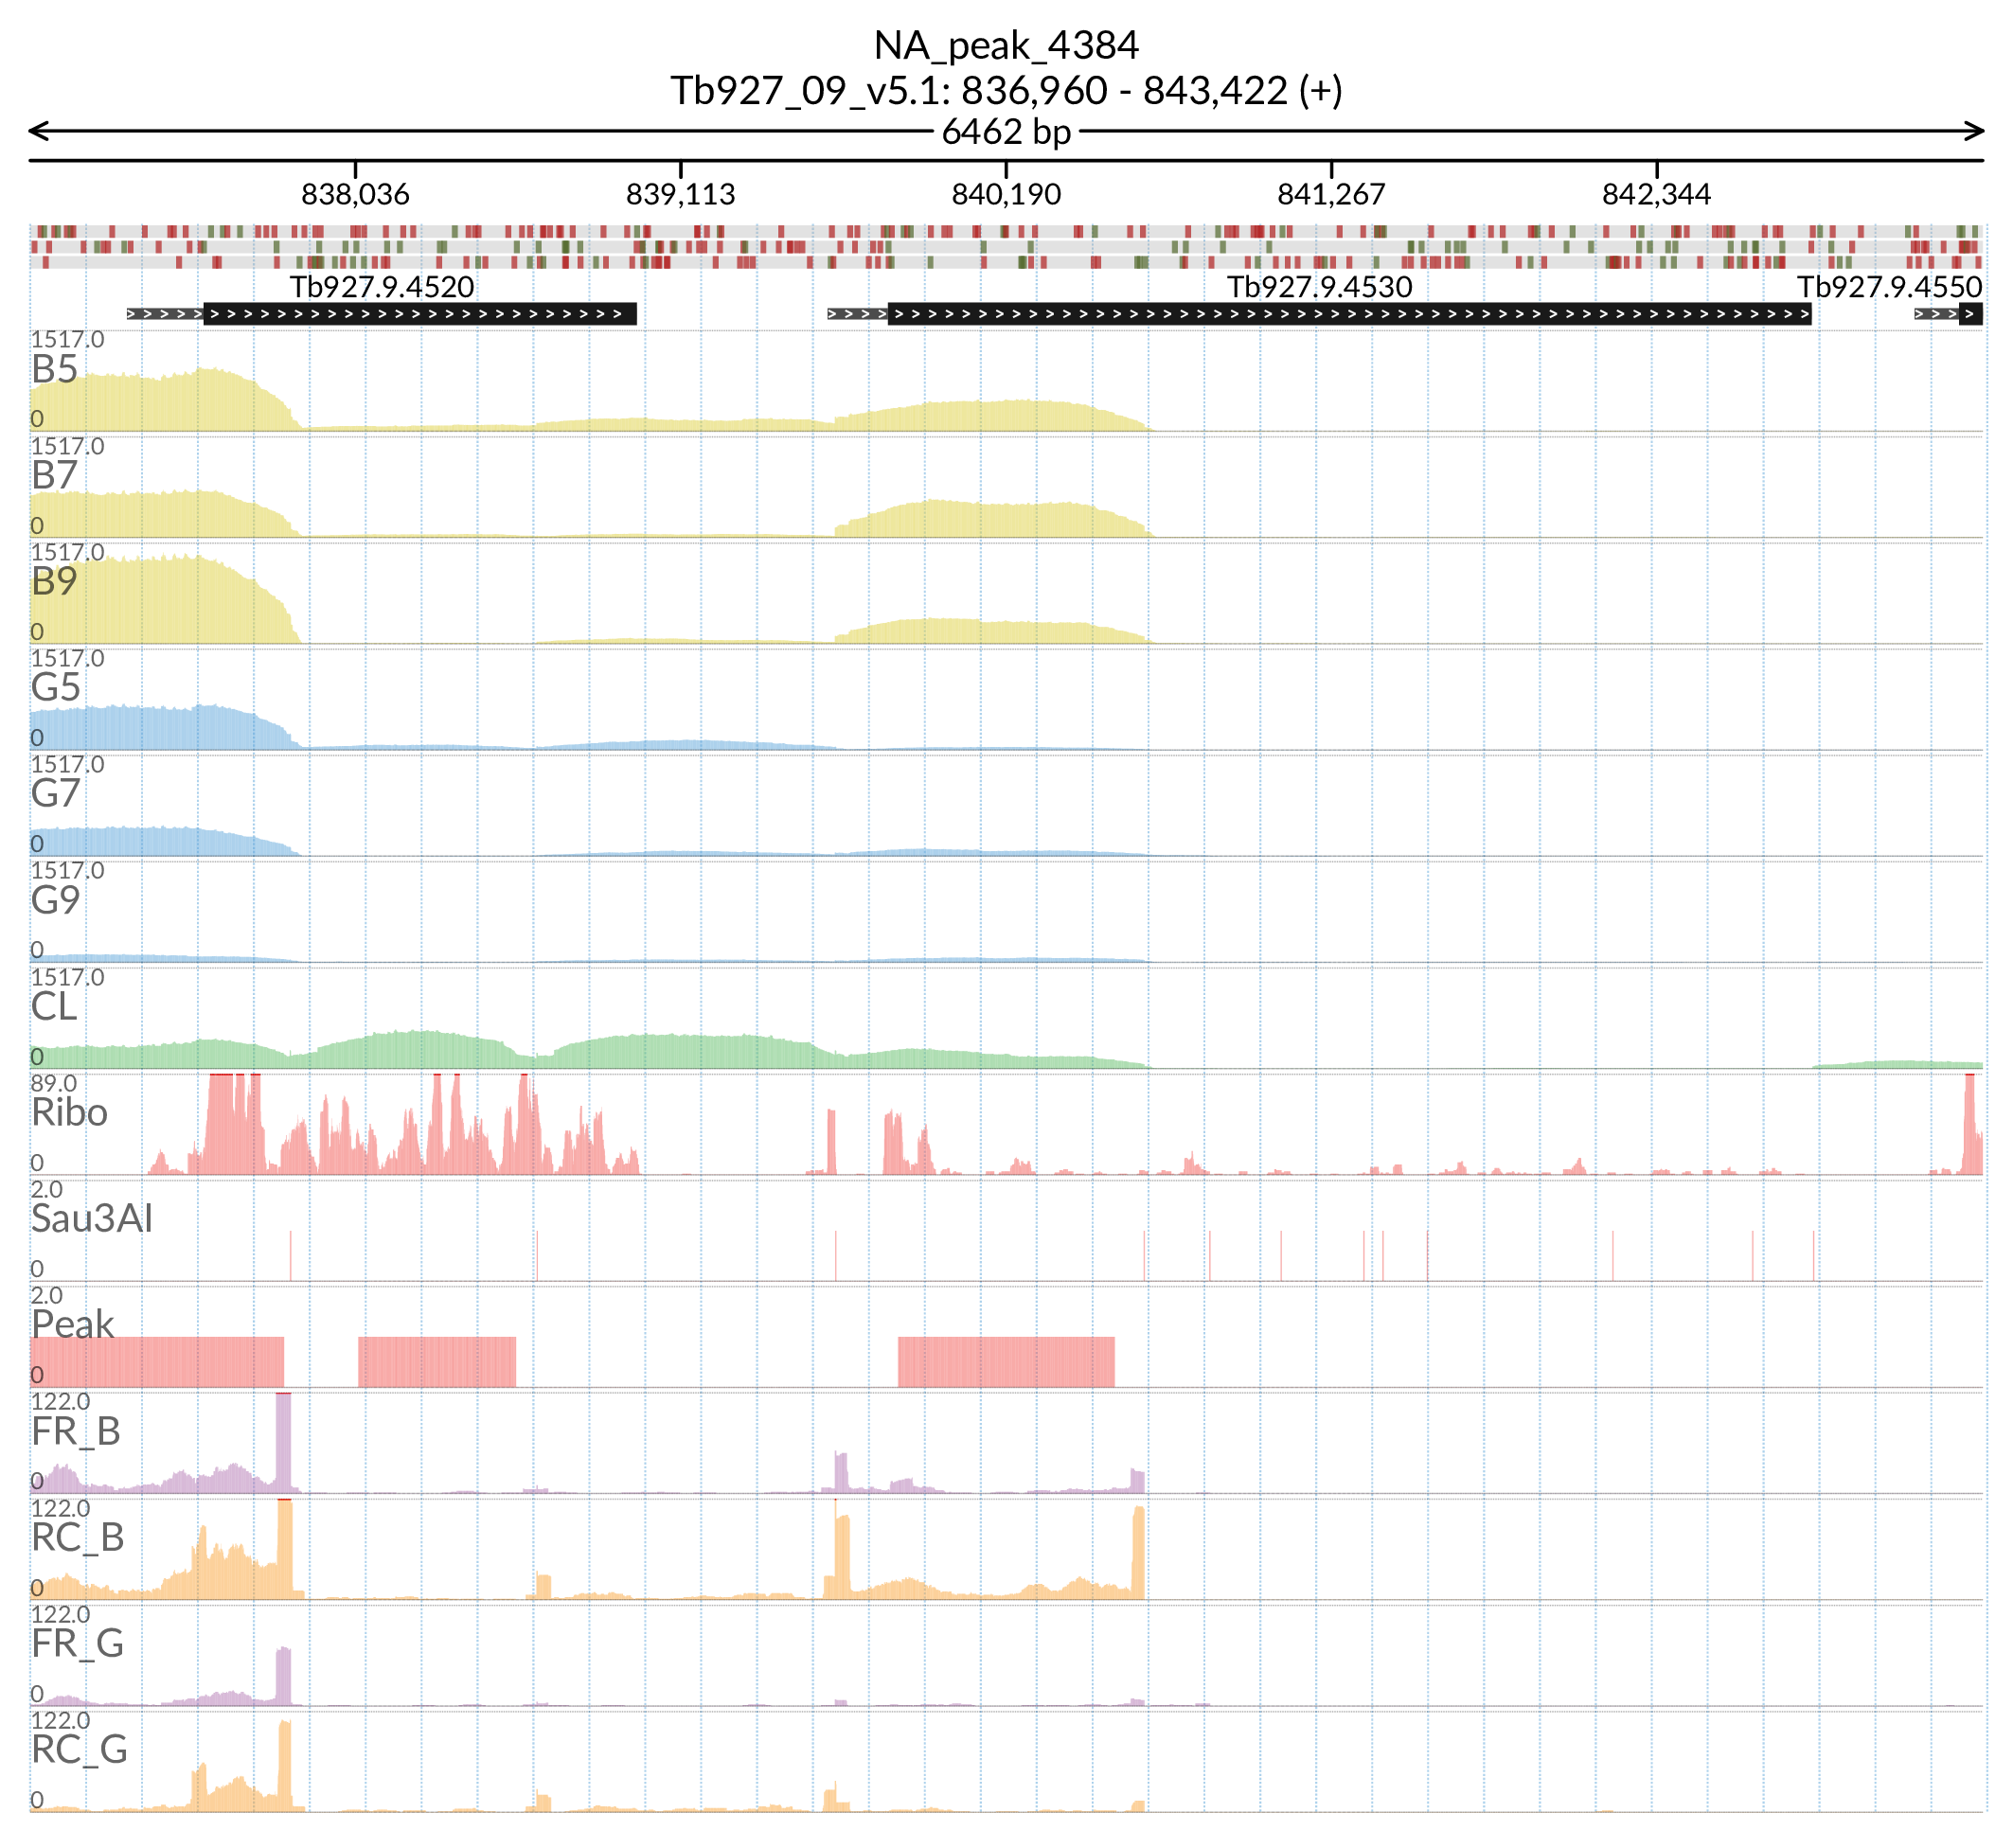 NA_peak_4384
Tb927_09_v5.1: 836,960 - 843,422 (+)
6462 bp
838,036 839,113 840,190 841,267 842,344
Tb927.9.4520 Tb927.9.4530 Tb927.9.4550
1517.0
B5
0
1517.0
B7
0
1517.0
B9
0
1517.0
G5
0
1517.0
G7
0
1517.0
G9
0
1517.0
CL
0
89.0
Ribo
0
2.0
Sau3AI
0
2.0
Peak
0
122.0
FR_B
0
122.0
RC_B
0
122.0
FR_G
0
122.0
RC_G
0